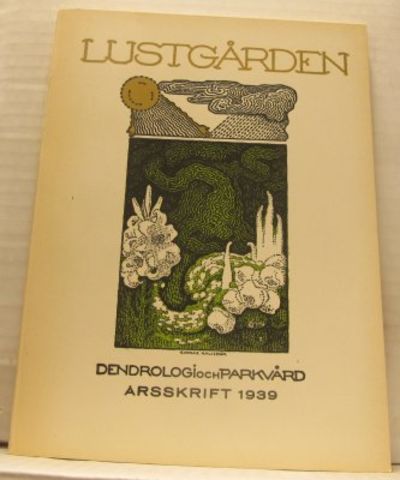 LUSTGÅRDEN
DENDROLOGI OCH PARKVÅRD
ÅRSSKRIFT 1939